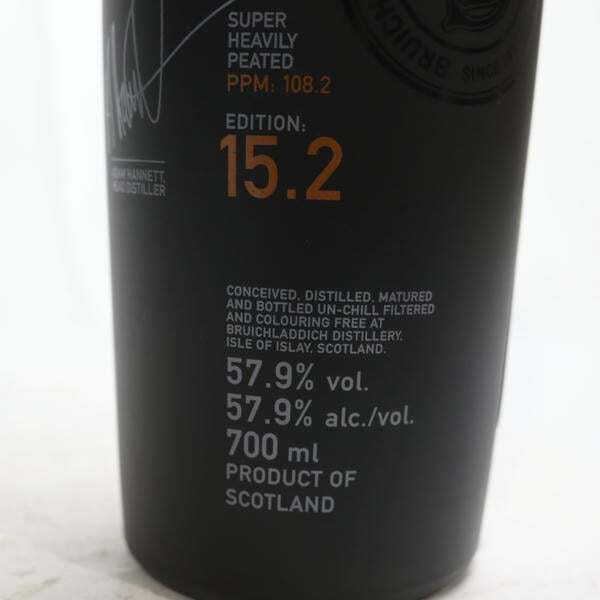 SUPER
HEAVILY
PEATED
PPM: 108.2
EDITION:
15.2
ADAM HANNETT,
HEAD DISTILLER
BRUICH
SINCE
CONCEIVED, DISTILLED, MATURED
AND BOTTLED UN-CHILL FILTERED
AND COLOURING FREE AT
BRUICHLADDICH DISTILLERY,
ISLE OF ISLAY, SCOTLAND.
57.9% vol.
57.9% alc./vol.
700 ml
PRODUCT OF
SCOTLAND